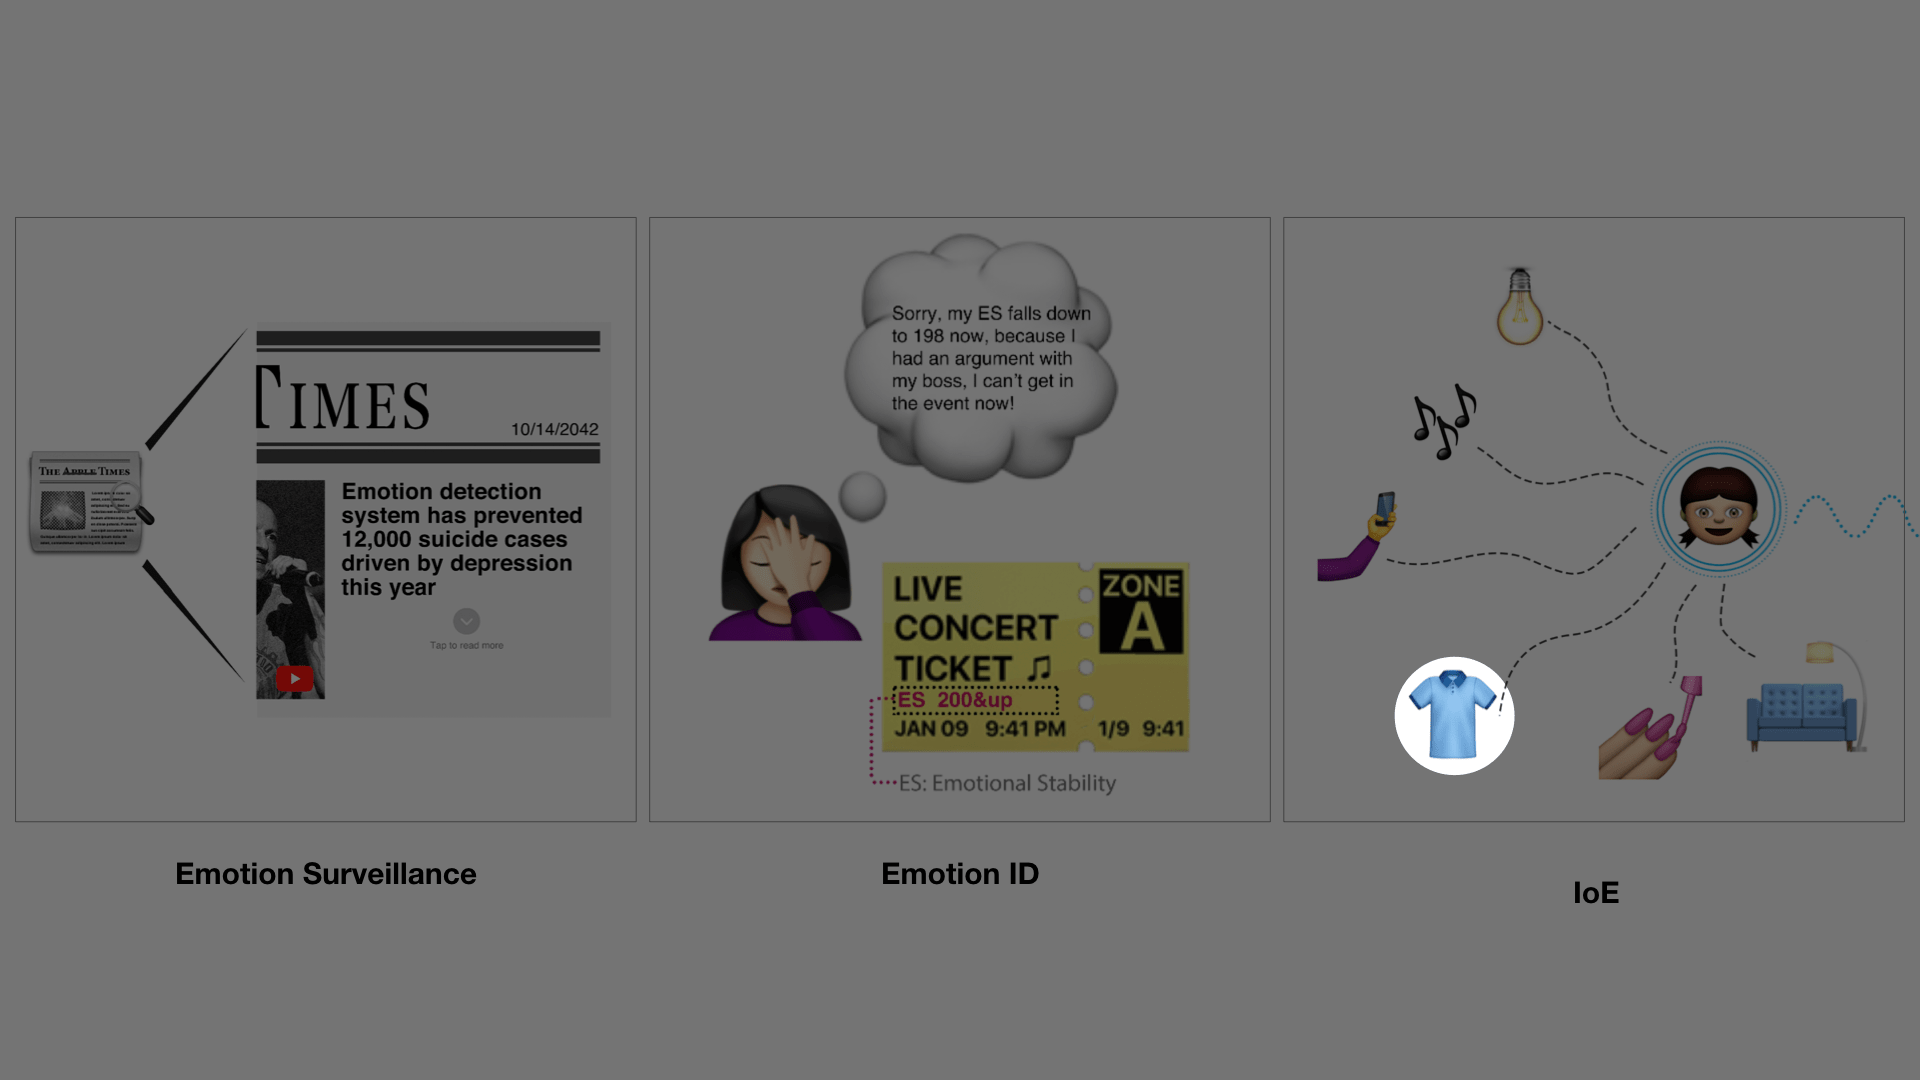 THE APPLE TIMES
TIMES
10/14/2042
Emotion detection
system has prevented
12,000 suicide cases
driven by depression
this year
Tap to read more
Sorry, my ES falls down
to 198 now, because I
had an argument with
my boss, I can't get in
the event now!
LIVE
CONCERT
TICKET
ZONE
A
ES 200&up
JAN 09 9:41 PM 1/9 9:41
ES: Emotional Stability
Emotion Surveillance
Emotion ID
IoE